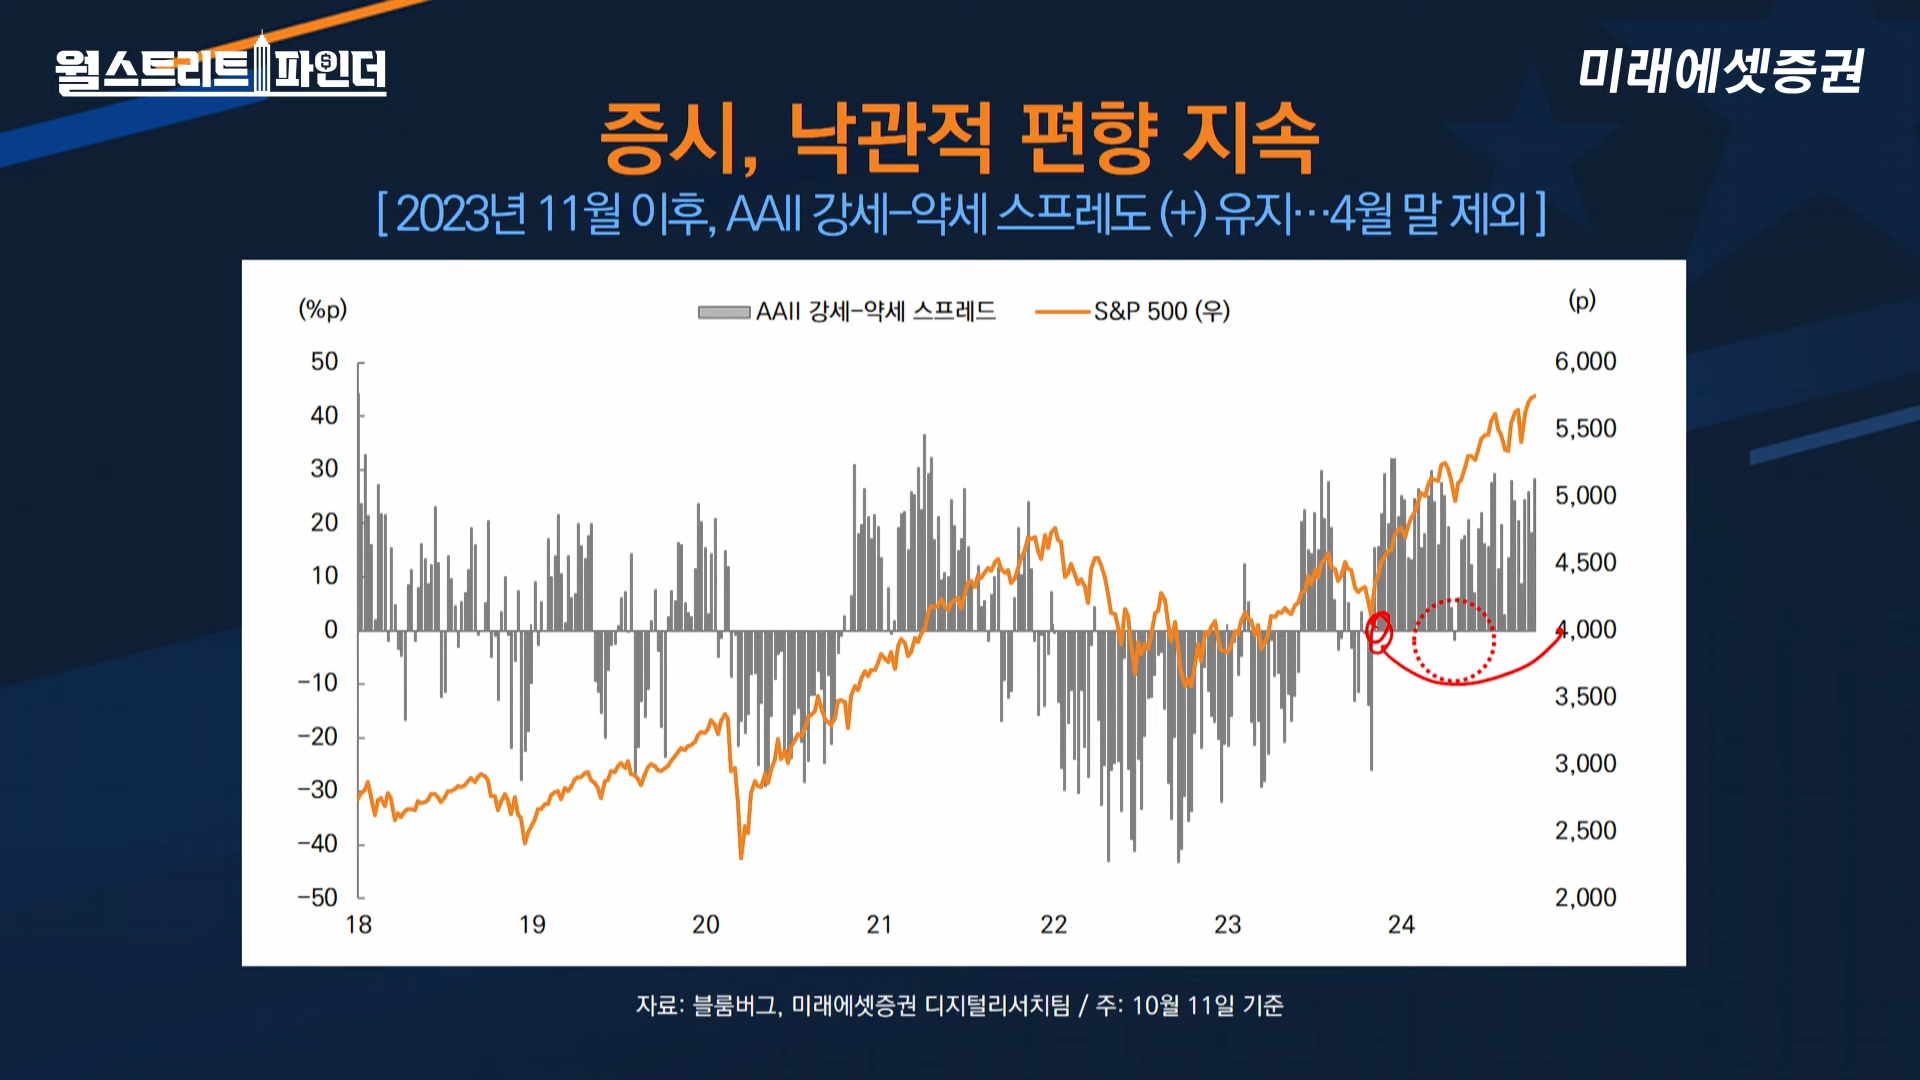 월스트리트 파인더
미래에셋증권
증시, 낙관적 편향 지속
[ 2023년 11월 이후, AAII 강세-약세 스프레도 (+) 유지…4월 말 제외 ]
(%p)
AAII 강세-약세 스프레드
S&P 500 (우)
(p)
50
40
30
20
10
0
-10
-20
-30
-40
-50
6,000
5,500
5,000
4,500
4,000
3,500
3,000
2,500
2,000
18 19 20 21 22 23 24
자료: 블룸버그, 미래에셋증권 디지털리서치팀 / 주: 10월 11일 기준